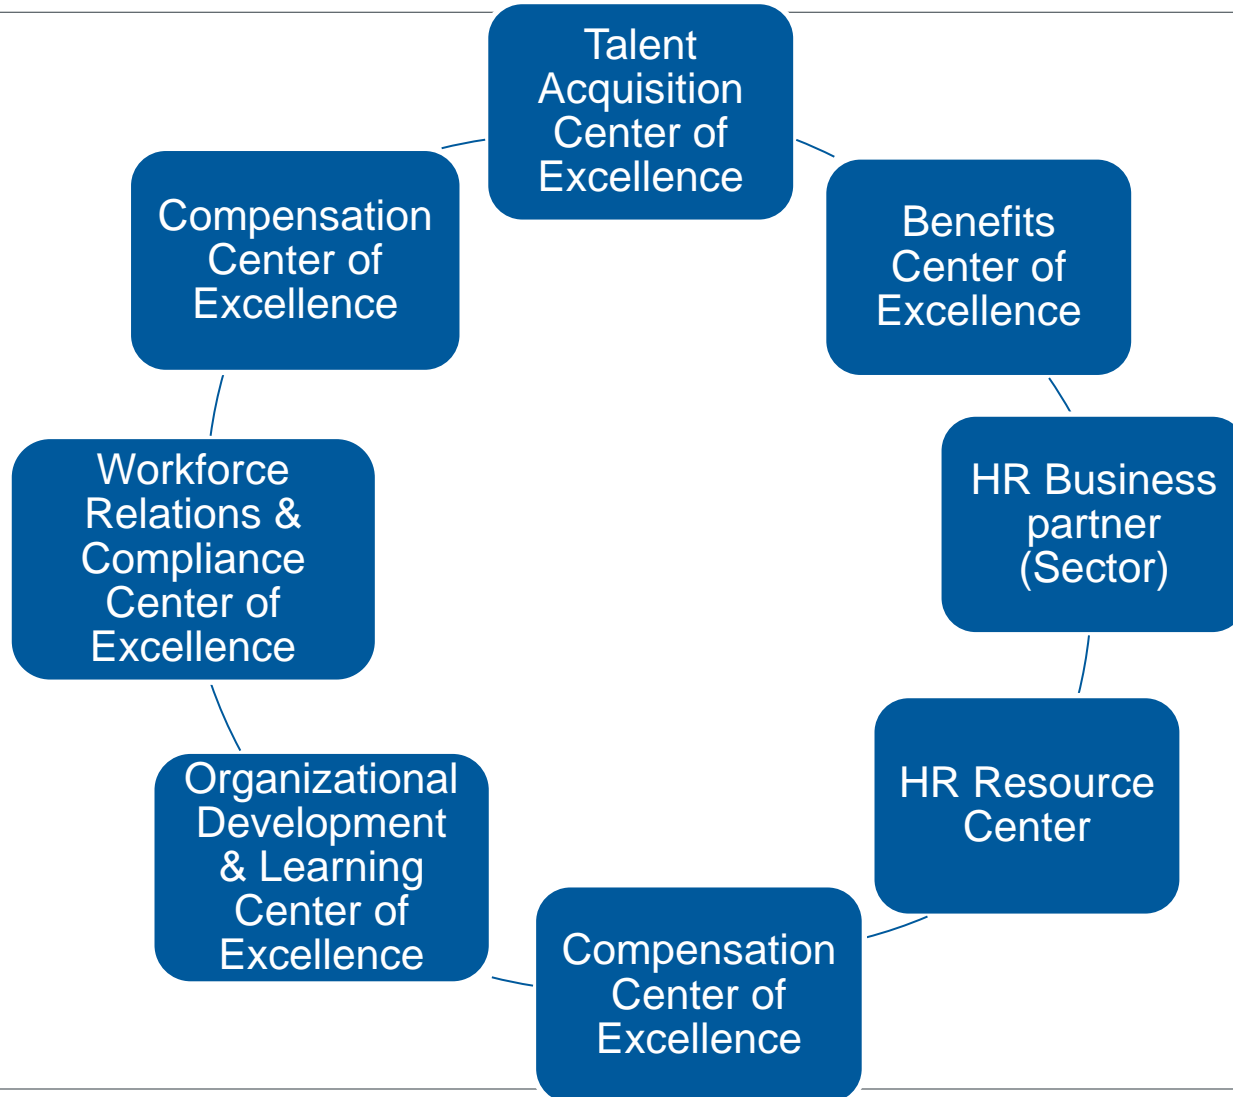 Talent
Acquisition
Center of
Excellence
Benefits
Center of
Excellence
HR Business
partner
(Sector)
HR Resource
Center
Compensation
Center of
Excellence
Organizational
Development
& Learning
Center of
Excellence
Workforce
Relations &
Compliance
Center of
Excellence
Compensation
Center of
Excellence